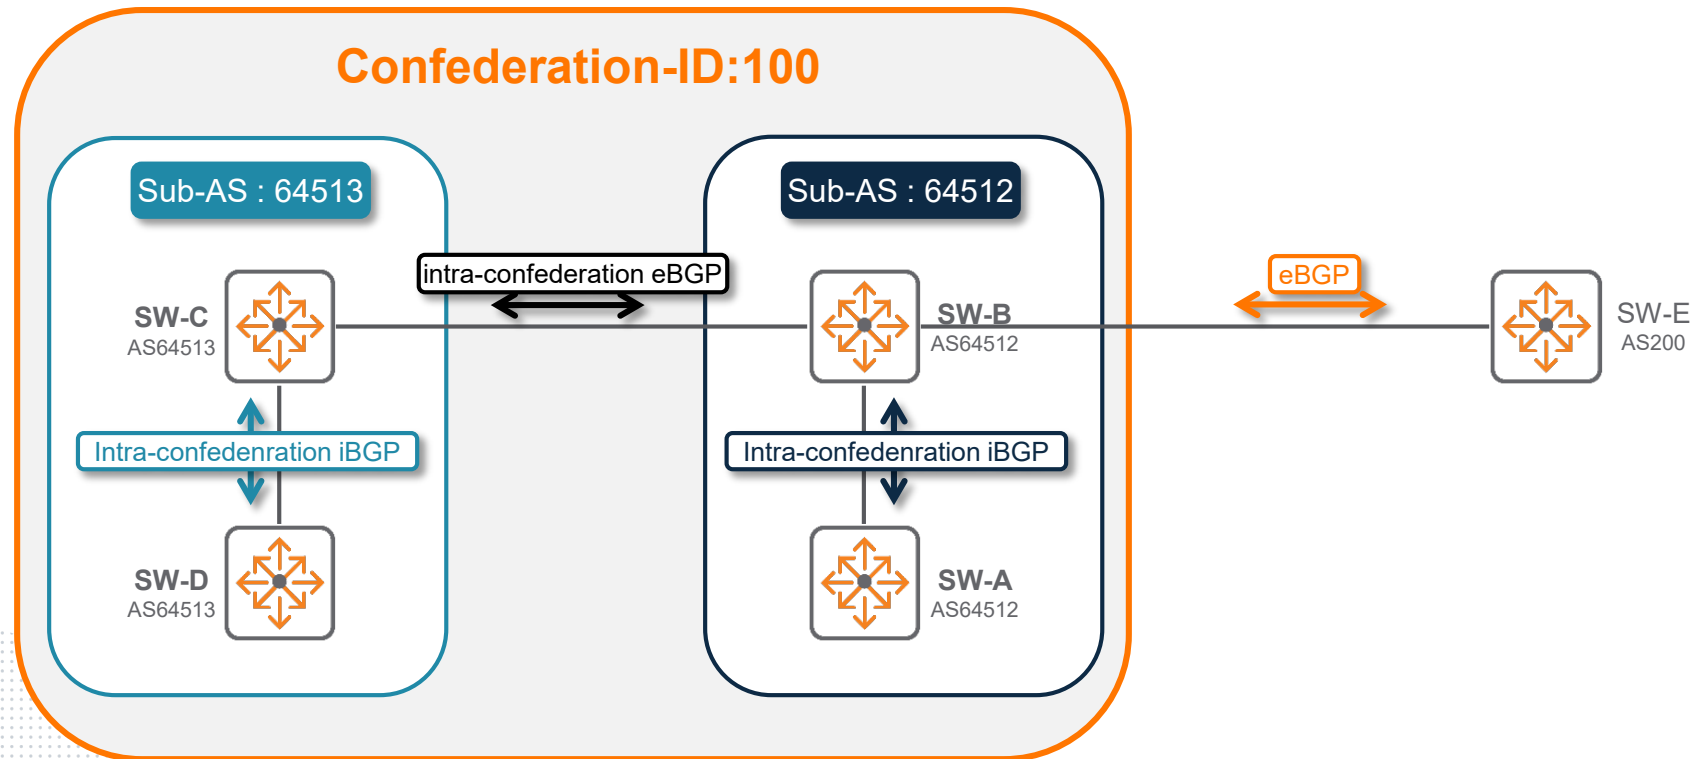 Confederation-ID:100
Sub-AS : 64513
Sub-AS : 64512
intra-confederation eBGP
eBGP
SW-C
AS64513
SW-B
AS64512
SW-E
AS200
Intra-confedenration iBGP
Intra-confedenration iBGP
SW-D
AS64513
SW-A
AS64512